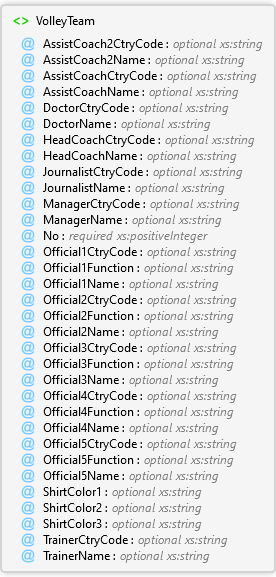 <> VolleyTeam
@ AssistCoach2CtryCode : optional xs:string
@ AssistCoach2Name : optional xs:string
@ AssistCoachCtryCode : optional xs:string
@ AssistCoachName : optional xs:string
@ DoctorCtryCode : optional xs:string
@ DoctorName : optional xs:string
@ HeadCoachCtryCode : optional xs:string
@ HeadCoachName : optional xs:string
@ JournalistCtryCode : optional xs:string
@ JournalistName : optional xs:string
@ ManagerCtryCode : optional xs:string
@ ManagerName : optional xs:string
@ No : required xs:positiveInteger
@ Official1CtryCode : optional xs:string
@ Official1Function : optional xs:string
@ Official1Name : optional xs:string
@ Official2CtryCode : optional xs:string
@ Official2Function : optional xs:string
@ Official2Name : optional xs:string
@ Official3CtryCode : optional xs:string
@ Official3Function : optional xs:string
@ Official3Name : optional xs:string
@ Official4CtryCode : optional xs:string
@ Official4Function : optional xs:string
@ Official4Name : optional xs:string
@ Official5CtryCode : optional xs:string
@ Official5Function : optional xs:string
@ Official5Name : optional xs:string
@ ShirtColor1 : optional xs:string
@ ShirtColor2 : optional xs:string
@ ShirtColor3 : optional xs:string
@ TrainerCtryCode : optional xs:string
@ TrainerName : optional xs:string